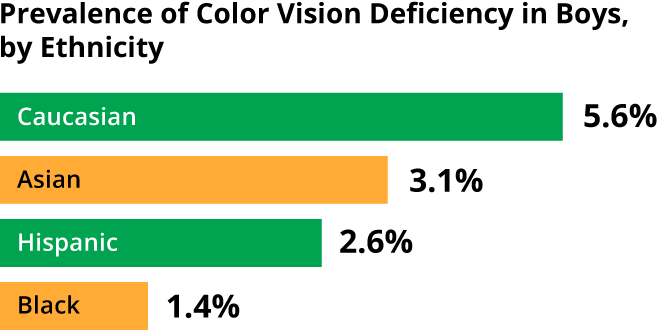 Prevalence of Color Vision Deficiency in Boys,
by Ethnicity
Caucasian 5.6%
Asian 3.1%
Hispanic 2.6%
Black 1.4%